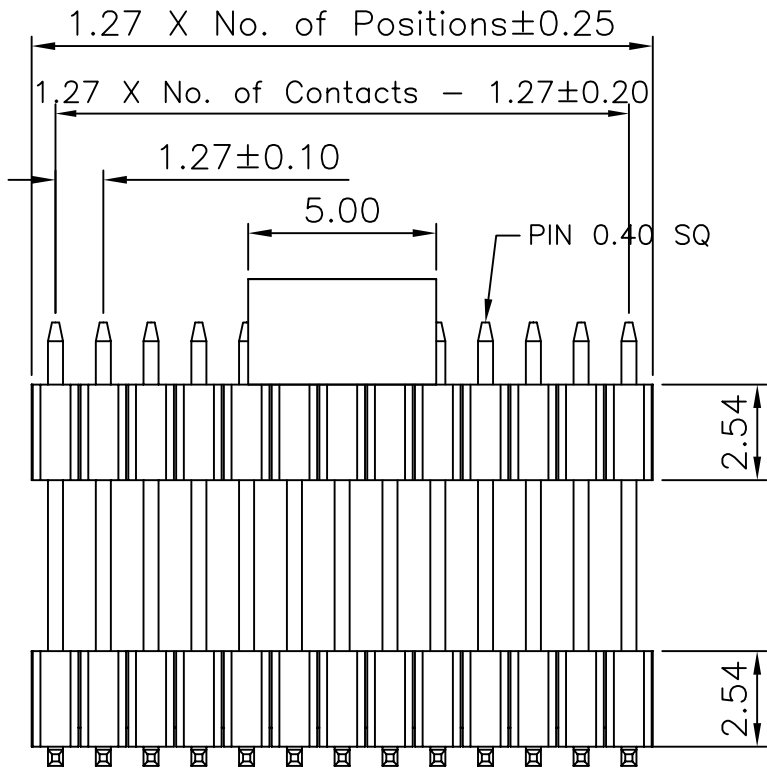 1.27 X No. of Positions±0.25
1.27 X No. of Contacts - 1.27±0.20
1.27±0.10
5.00
PIN 0.40 SQ
2.54
2.54